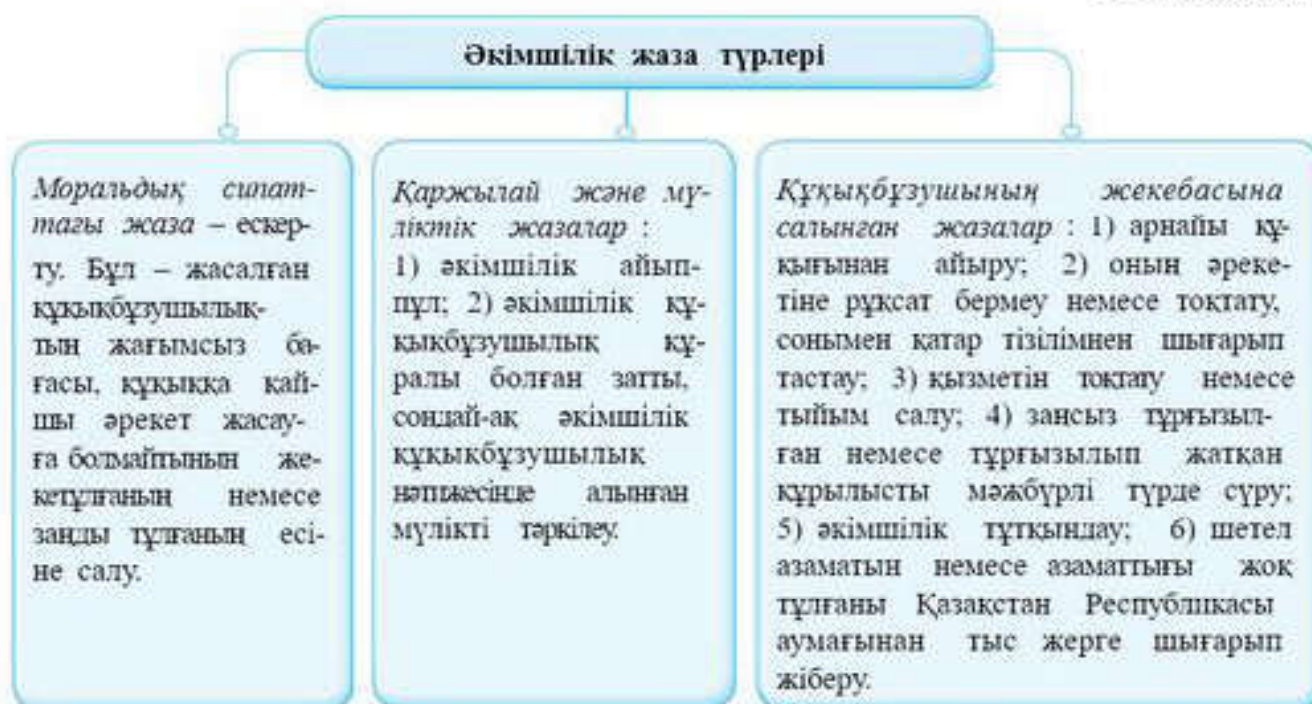 Әкімшілік жаза түрлері
Моральдық сипат-
тағы жаза – ескер-
ту. Бұл – жасалған
құқықбұзушылық-
тың жағымсыз ба-
ғасы, құқыққа қай-
шы әрекет жасау-
ға болмайтынын же-
кетұлғаның немесе
заңды тұлғаның есі-
не салу.
Қаржылай және мү-
ліктік жазалар :
1) әкімшілік айып-
пұл; 2) әкімшілік құ-
қықбұзушылық құ-
ралы болған затты,
сондай-ақ әкімшілік
құқықбұзушылық
нәтижесінде алынған
мүлікті тәркілеу.
Құқықбұзушының жекебасына
салынған жазалар : 1) арнайы құ-
қығынан айыру; 2) оның әреке-
тіне рұқсат бермеу немесе тоқтату,
сонымен қатар тізілімнен шығарып
тастау; 3) қызметін тоқтату немесе
тыйым салу; 4) заңсыз тұрғызыл-
ған немесе тұрғызылып жатқан
құрылысты мәжбүрлі түрде сүру;
5) әкімшілік тұтқындау; 6) шетел
азаматын немесе азаматтығы жоқ
тұлғаны Қазақстан Республикасы
аумағынан тыс жерге шығарып
жіберу.